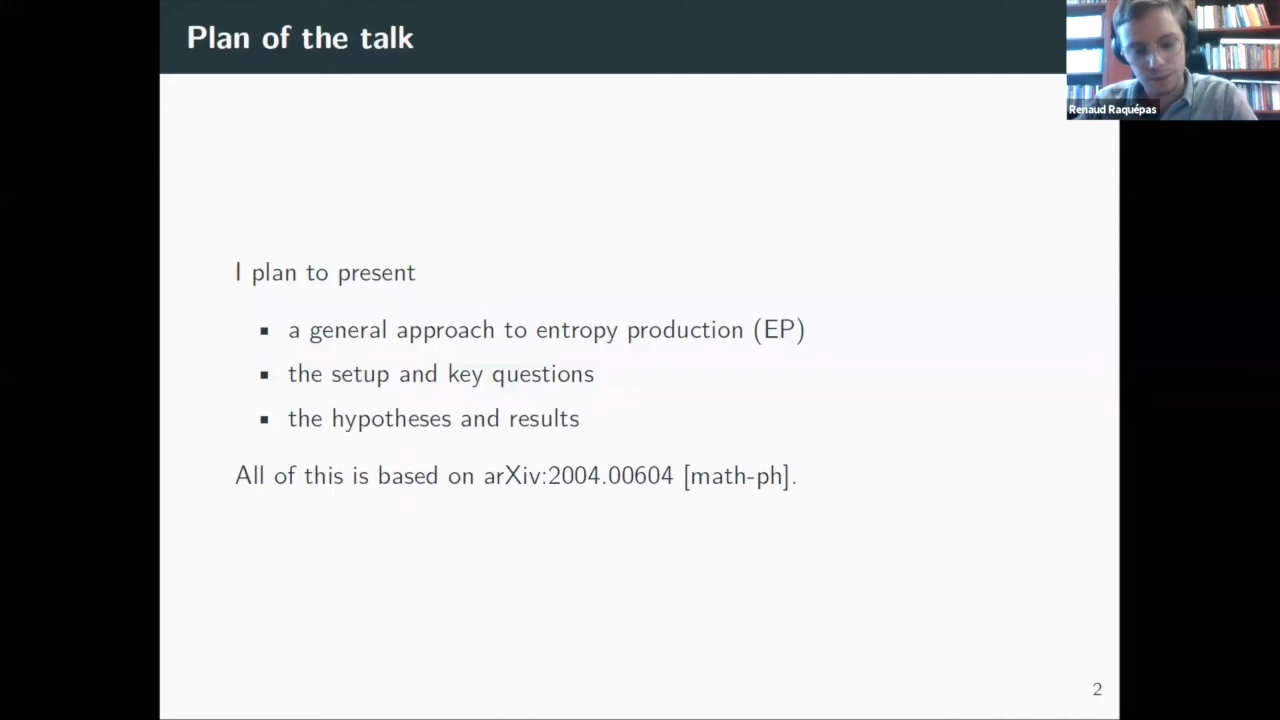 Plan of the talk
Renaud Raquépas
I plan to present
▪ a general approach to entropy production (EP)
▪ the setup and key questions
▪ the hypotheses and results
All of this is based on arXiv:2004.00604 [math-ph].
2